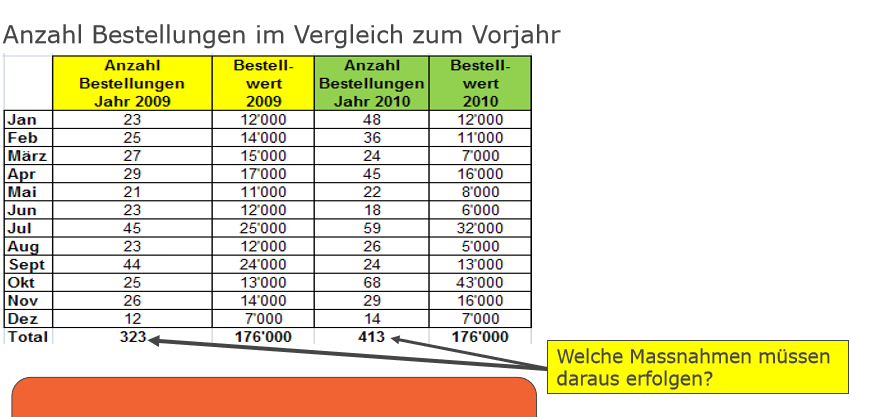 Anzahl Bestellungen im Vergleich zum Vorjahr
Anzahl Bestellungen Jahr 2009 Bestell-wert 2009 Anzahl Bestellungen Jahr 2010 Bestell-wert 2010
Jan 23 12'000 48 12'000
Feb 25 14'000 36 11'000
März 27 15'000 24 7'000
Apr 29 17'000 45 16'000
Mai 21 11'000 22 8'000
Jun 23 12'000 18 6'000
Jul 45 25'000 59 32'000
Aug 23 12'000 26 5'000
Sept 44 24'000 24 13'000
Okt 25 13'000 68 43'000
Nov 26 14'000 29 16'000
Dez 12 7'000 14 7'000
Total 323 176'000 413 176'000
Welche Massnahmen müssen
daraus erfolgen?